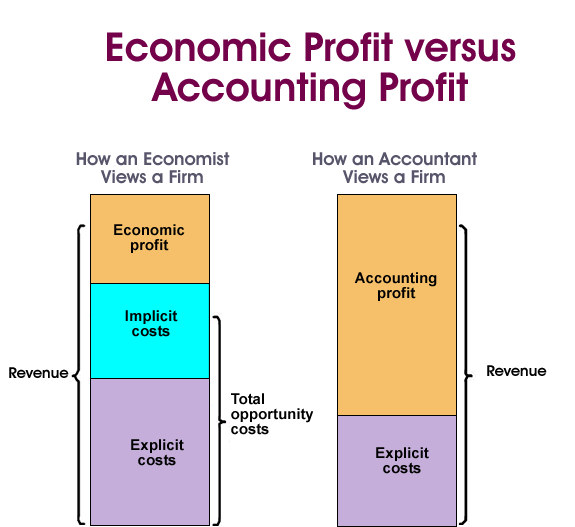 Economic Profit versus
Accounting Profit
How an Economist
Views a Firm
How an Accountant
Views a Firm
Economic
profit
Implicit
costs
Explicit
costs
Revenue
Total
opportunity
costs
Accounting
profit
Explicit
costs
Revenue